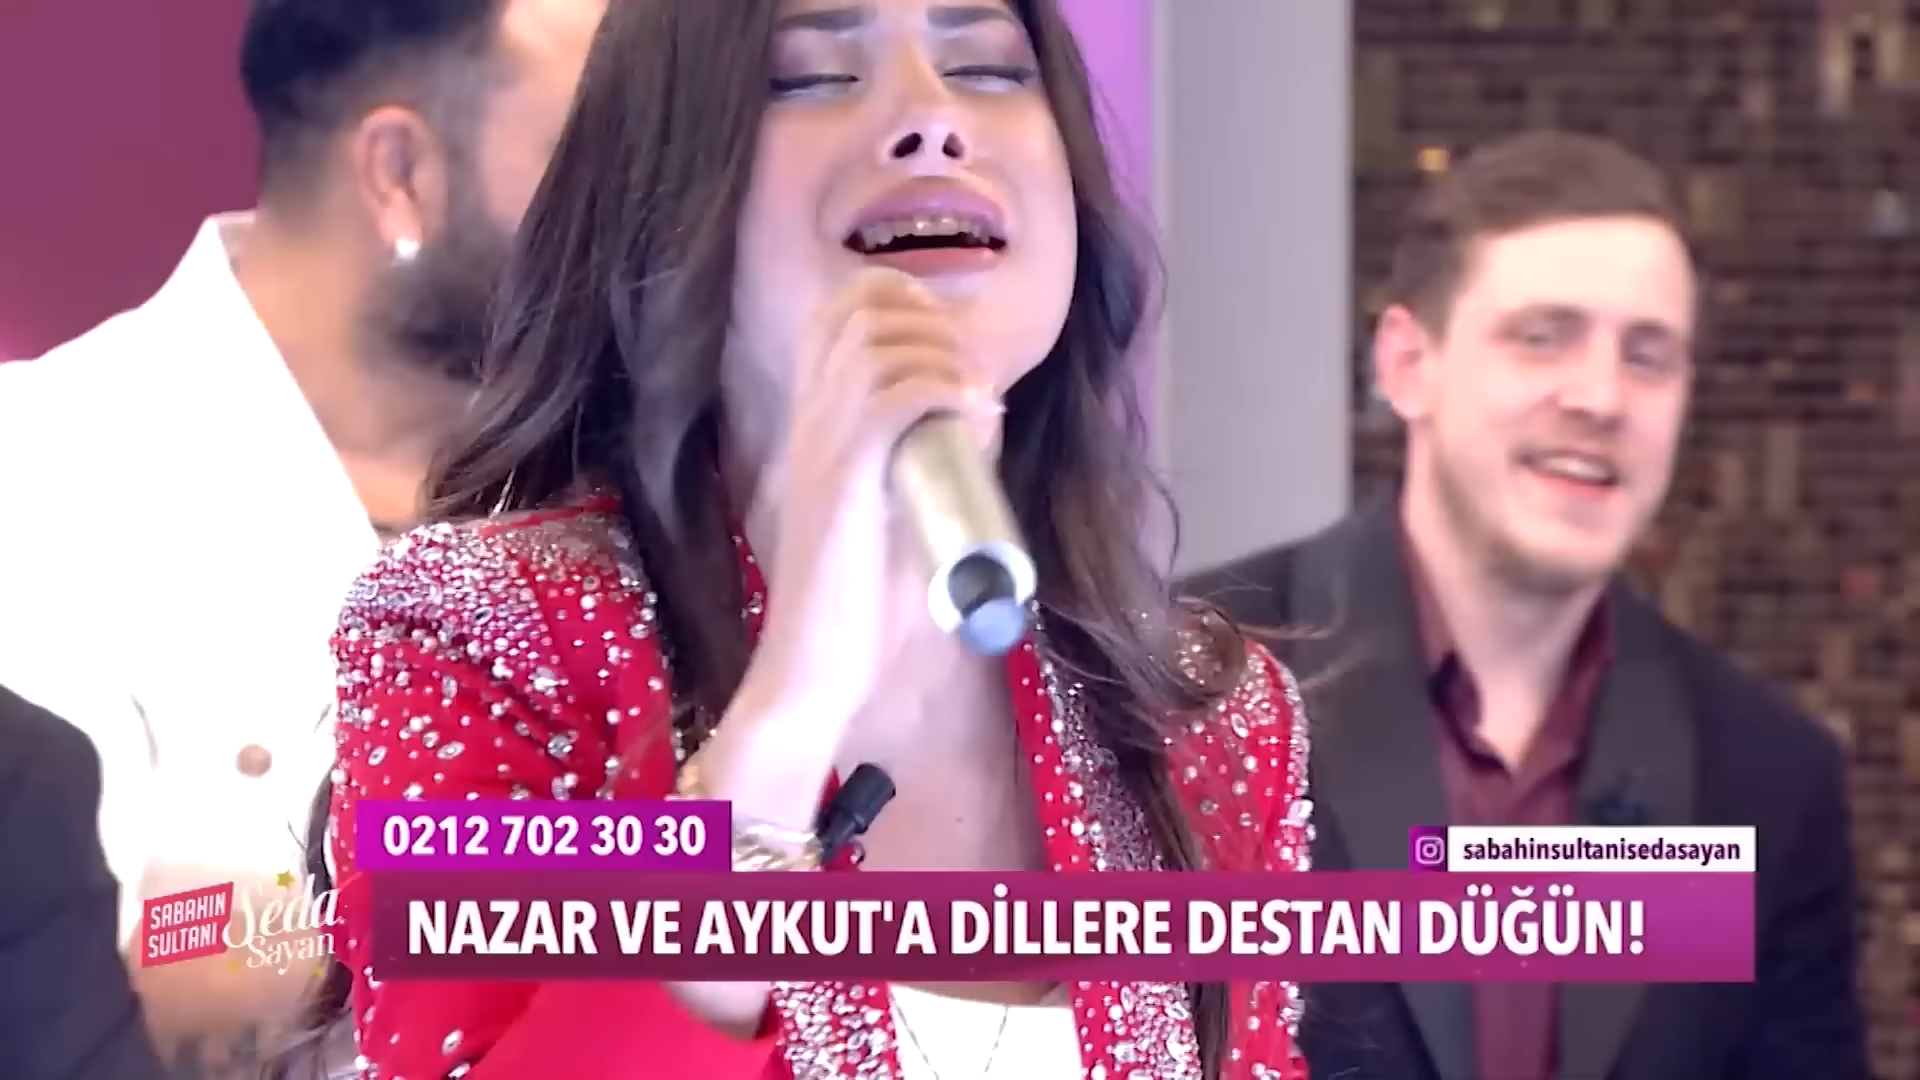 0212 702 30 30
sabahinsultanisedasayan
SABAHIN
SULTANI
Seda
Sayan
NAZAR VE AYKUT'A DİLLERE DESTAN DÜĞÜN!